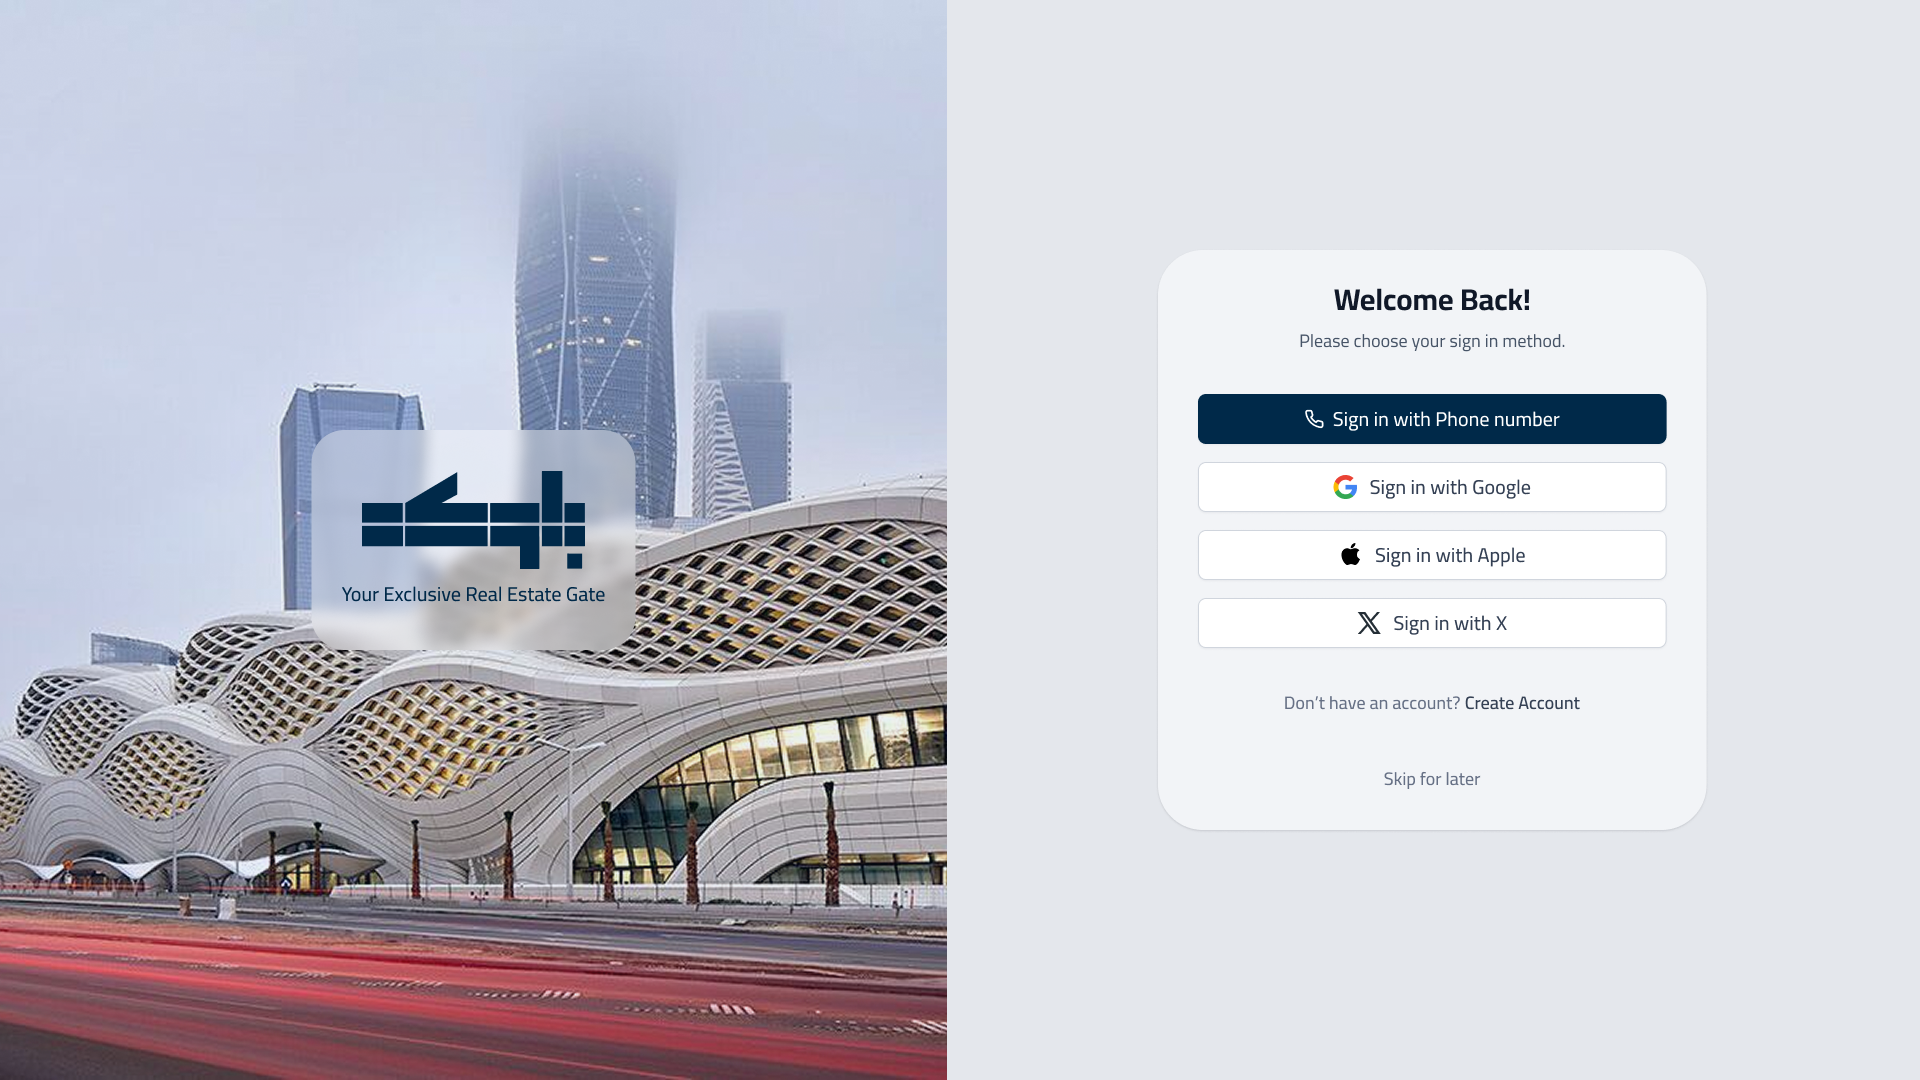 Your Exclusive Real Estate Gate
Welcome Back!
Please choose your sign in method.
Sign in with Phone number
Sign in with Google
Sign in with Apple
Sign in with X
Don’t have an account? Create Account
Skip for later